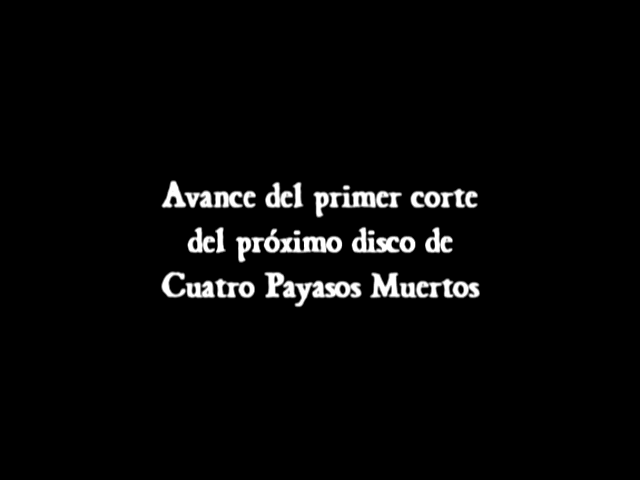 Avance del primer corte
del próximo disco de
Cuatro Payasos Muertos